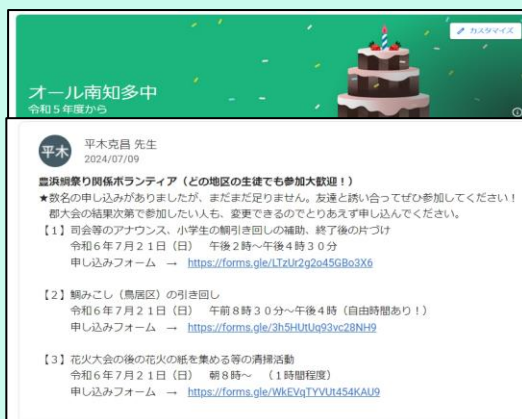 カスタマイズ
オール南知多中
令和５年度から
平木
平木克昌 先生
2024/07/09
豊浜鯛祭り関係ボランティア（どの地区の生徒でも参加大歓迎！）
★数名の申し込みがありましたが、まだまだ足りません。友達と誘い合ってぜひ参加してください！
郡大会の結果次第で参加したい人も、変更できるのでとりあえず申し込んでください。
【１】司会等のアナウンス、小学生の鯛引き回しの補助、終了後の片づけ
令和６年７月２１日（日） 午後２時～午後４時３０分
申し込みフォーム → https://forms.gle/LTzUr2g2o45GBo3X6
【２】鯛みこし（鳥居区）の引き回し
令和６年７月２１日（日） 午前８時３０分～午後４時（自由時間あり！）
申し込みフォーム → https://forms.gle/3h5HUtUq93vc28NH9
【３】花火大会の後の花火の紙を集める等の清掃活動
令和６年７月２１日（日） 朝８時～ （１時間程度）
申し込みフォーム → https://forms.gle/WkEVqTYVUt454KAU9